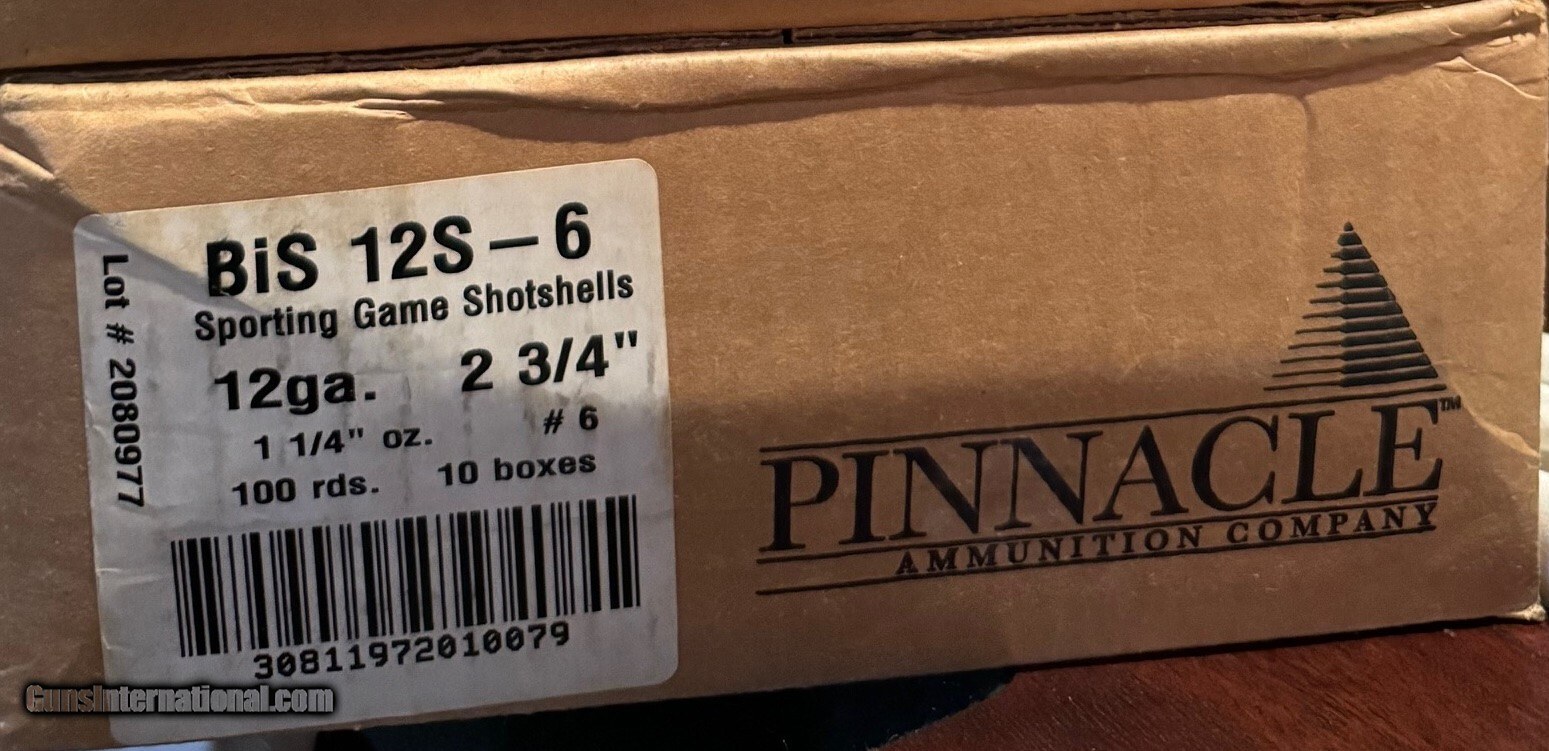 BiS 12S – 6
Sporting Game Shotshells
12ga. 2 3/4"
1 1/4" oz. # 6
100 rds. 10 boxes
30811972010079
Lot # 2080977
PINNACLE™
AMMUNITION COMPANY
GunsInternational.com